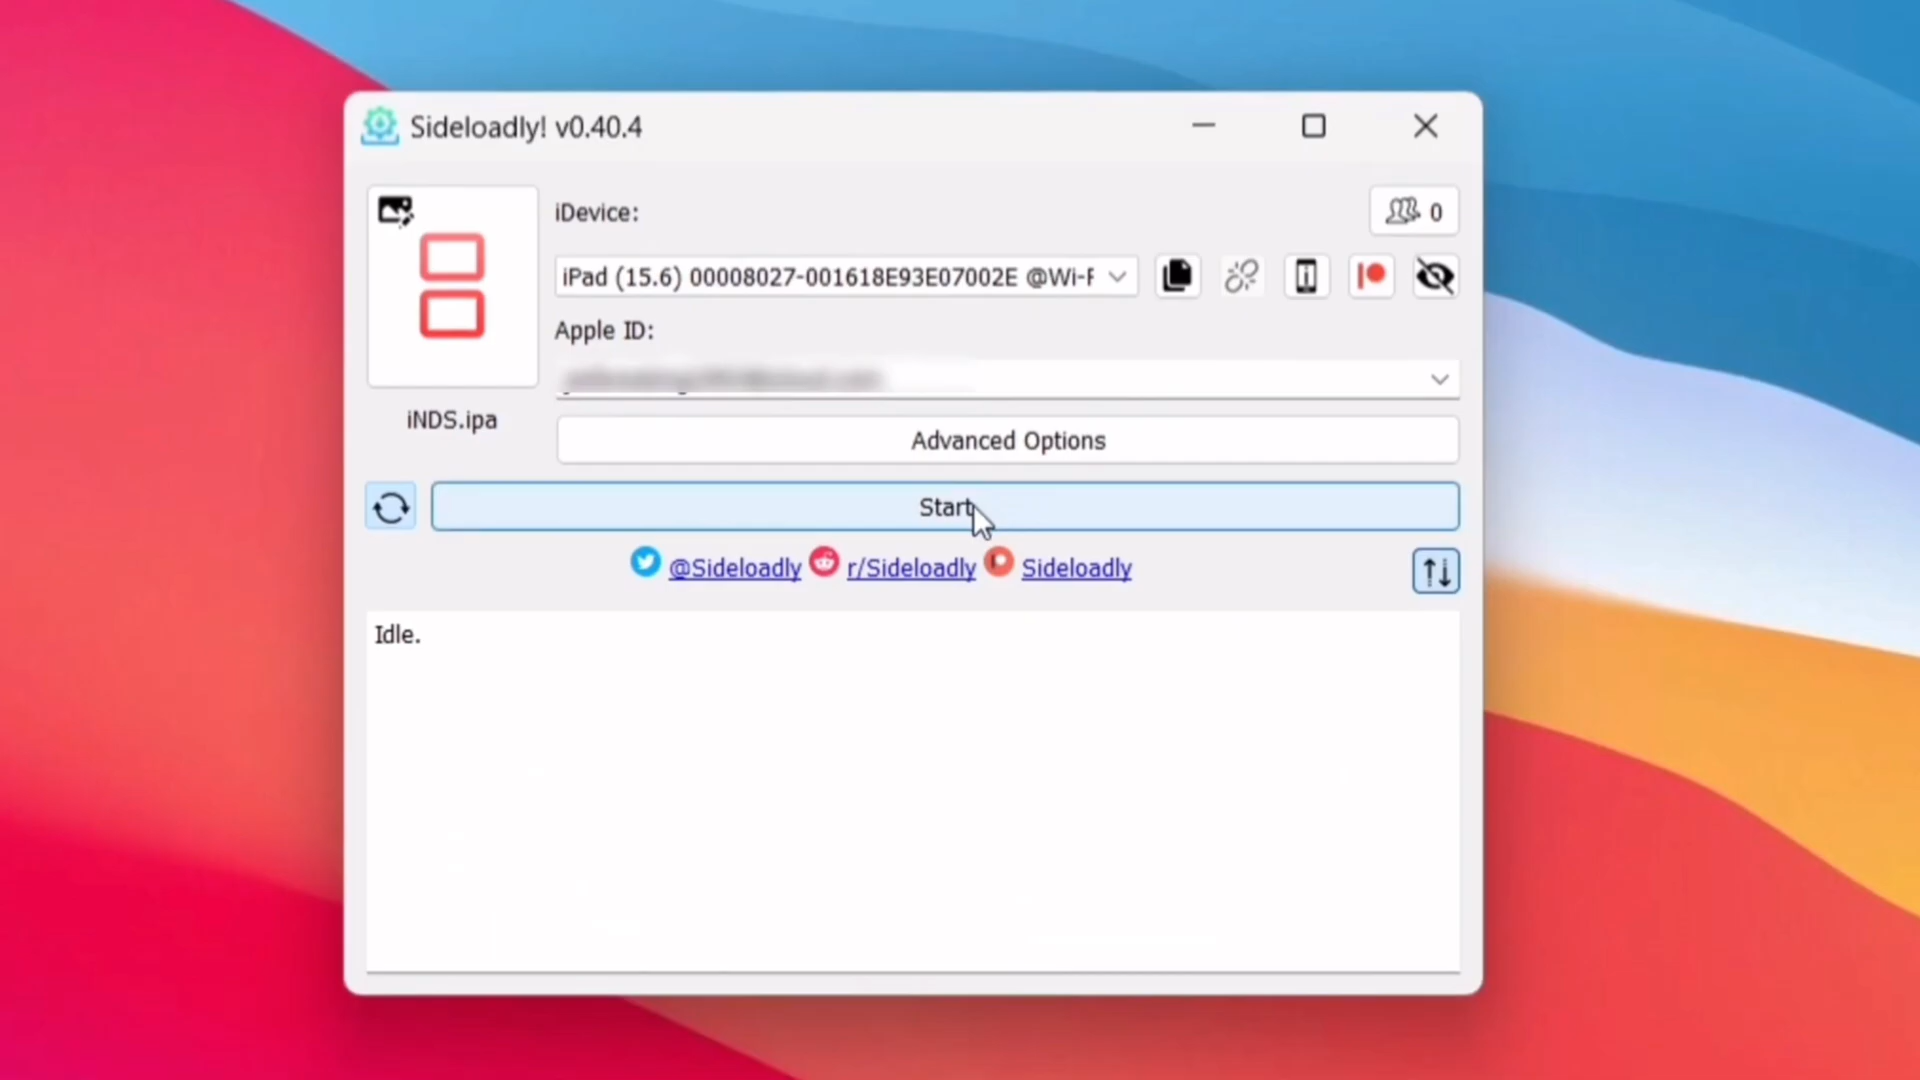 Sideloadly! v0.40.4
iDevice:
0
iPad (15.6) 00008027-001618E93E07002E @Wi-F
Apple ID:
iNDS.ipa
Advanced Options
Start
@Sideloadly r/Sideloadly Sideloadly
Idle.